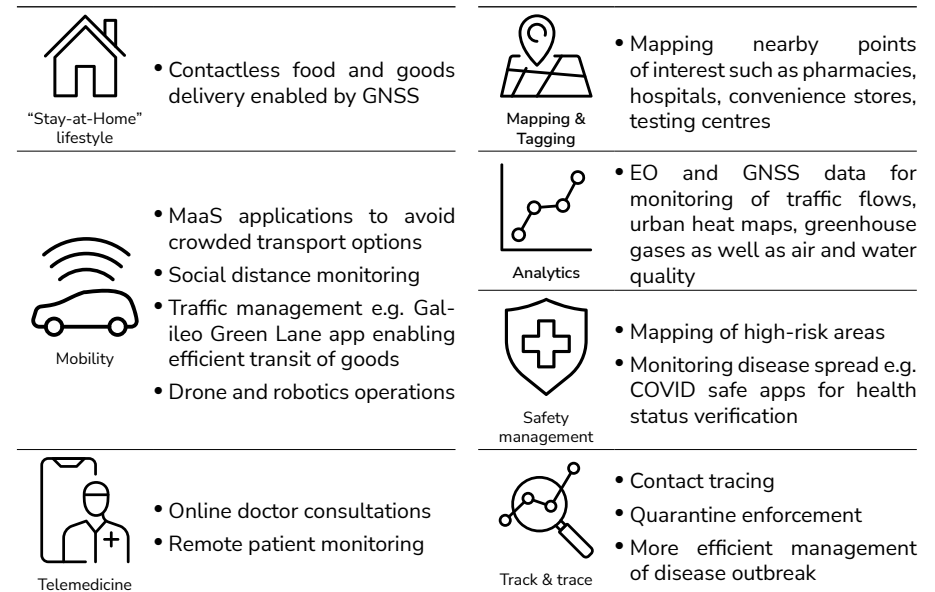 “Stay-at-Home”
lifestyle
• Contactless food and goods
delivery enabled by GNSS
Mobility
• MaaS applications to avoid
crowded transport options
• Social distance monitoring
• Traffic management e.g. Gal-
ileo Green Lane app enabling
efficient transit of goods
• Drone and robotics operations
Telemedicine
• Online doctor consultations
• Remote patient monitoring
Mapping &
Tagging
• Mapping nearby points
of interest such as pharmacies,
hospitals, convenience stores,
testing centres
Analytics
• EO and GNSS data for
monitoring of traffic flows,
urban heat maps, greenhouse
gases as well as air and water
quality
Safety
management
• Mapping of high-risk areas
• Monitoring disease spread e.g.
COVID safe apps for health
status verification
Track & trace
• Contact tracing
• Quarantine enforcement
• More efficient management
of disease outbreak